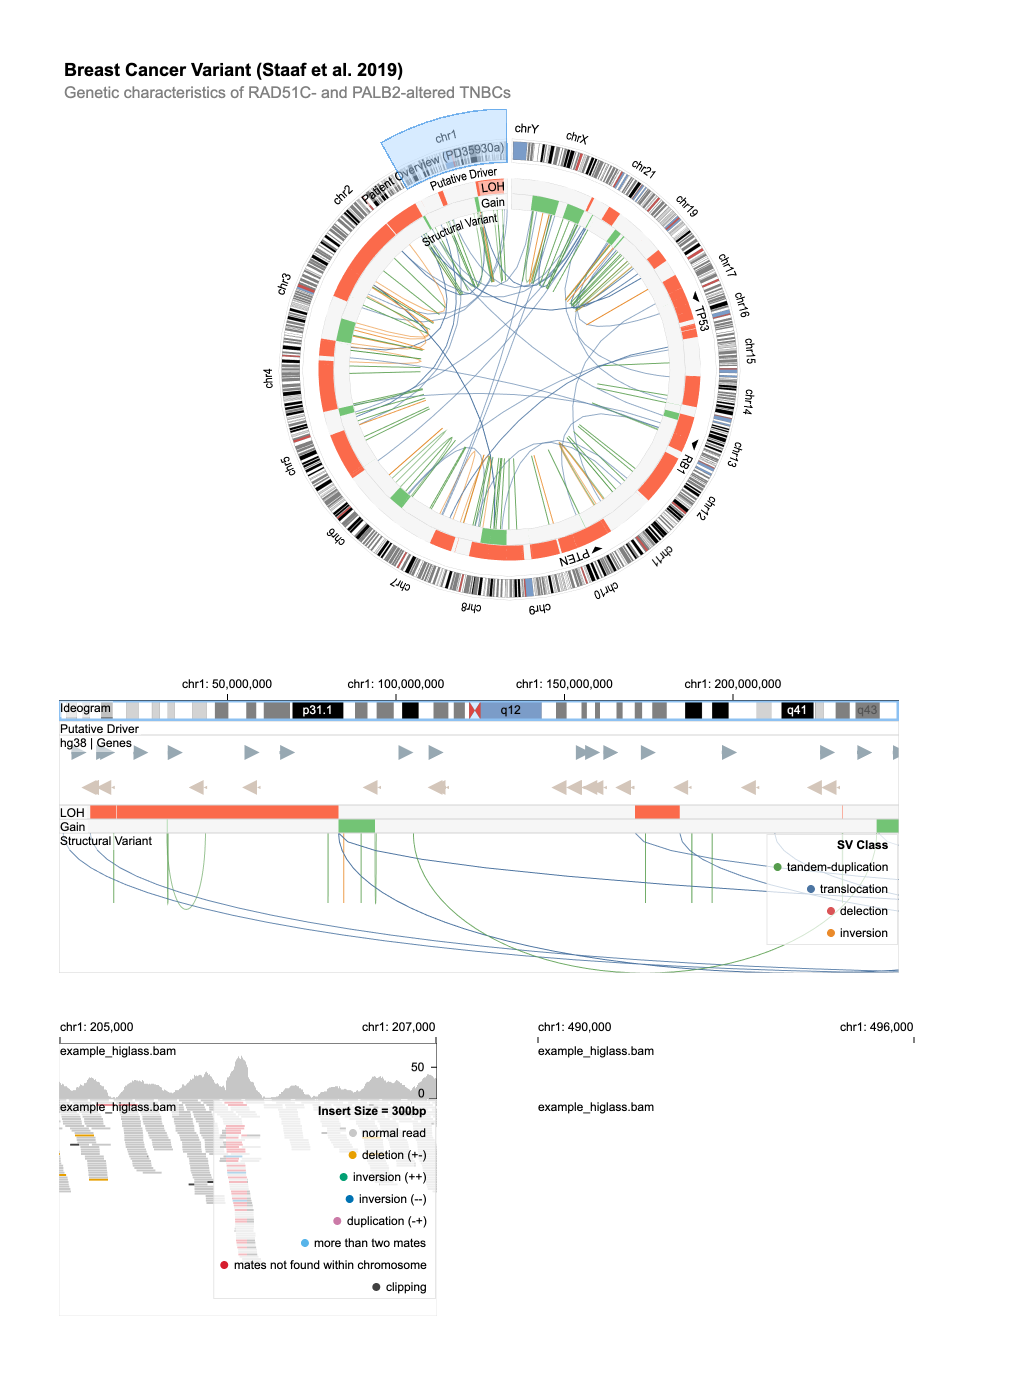 Breast Cancer Variant (Staaf et al. 2019)
Genetic characteristics of RAD51C- and PALB2-altered TNBCs
chr1
chrY
chrX
chr21
chr19
chr17
chr16
chr15
chr14
chr13
chr12
chr11
chr10
chr9
chr8
chr7
chr6
chr5
chr4
chr3
chr2
Patient Overview (PD35930a)
Putative Driver
LOH
Gain
Structural Variant
TP53
RB1
PTEN
chr1: 50,000,000
chr1: 100,000,000
chr1: 150,000,000
chr1: 200,000,000
Ideogram
p31.1
q12
q41
q43
Putative Driver
hg38 | Genes
LOH
Gain
Structural Variant
SV Class
tandem-duplication
translocation
delection
inversion
chr1: 205,000
chr1: 207,000
chr1: 490,000
chr1: 496,000
example_higlass.bam
50
0
example_higlass.bam
example_higlass.bam
example_higlass.bam
Insert Size = 300bp
normal read
deletion (+-)
inversion (++)
inversion (--)
duplication (-+)
more than two mates
mates not found within chromosome
clipping